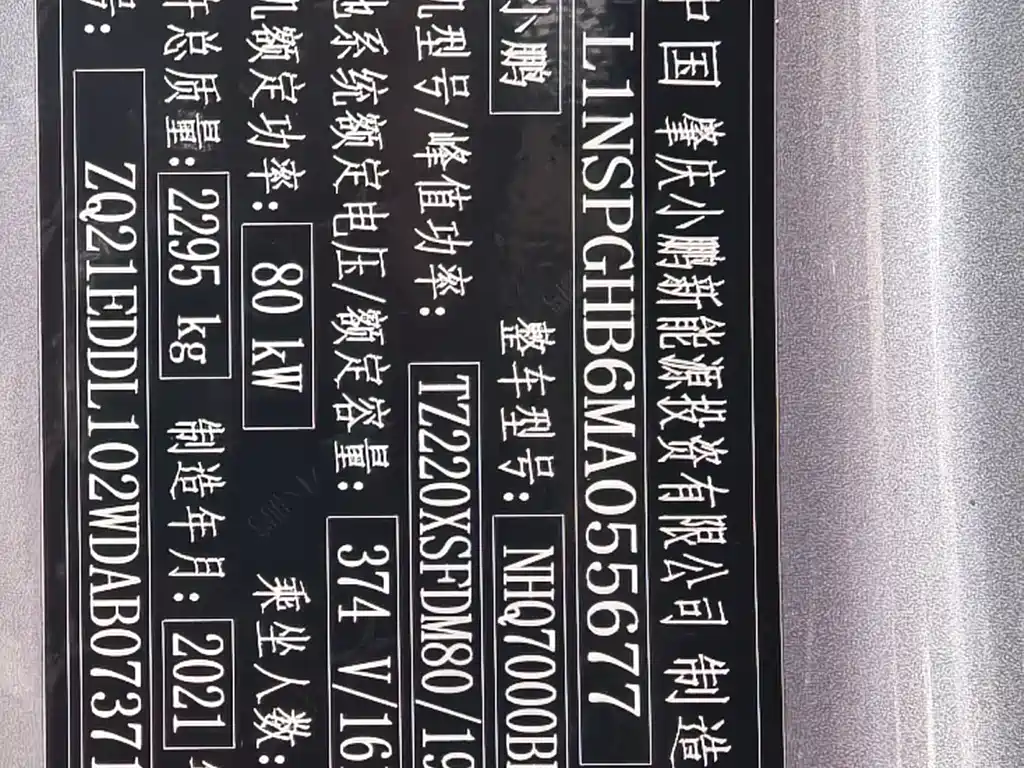 中国 肇庆小鹏新能源投资有限公司 制造
L1NSPGHB6MA055677
小鹏 整车型号: NHQ7000B
机型号/峰值功率: TZ220XSFDM80/19
池系统额定电压/额定容量: 374 V/16
机额定功率: 80 kW 乘坐人数:
许总质量: 2295 kg 制造年月: 2021
号: ZQ21EDDL102WDAB0737